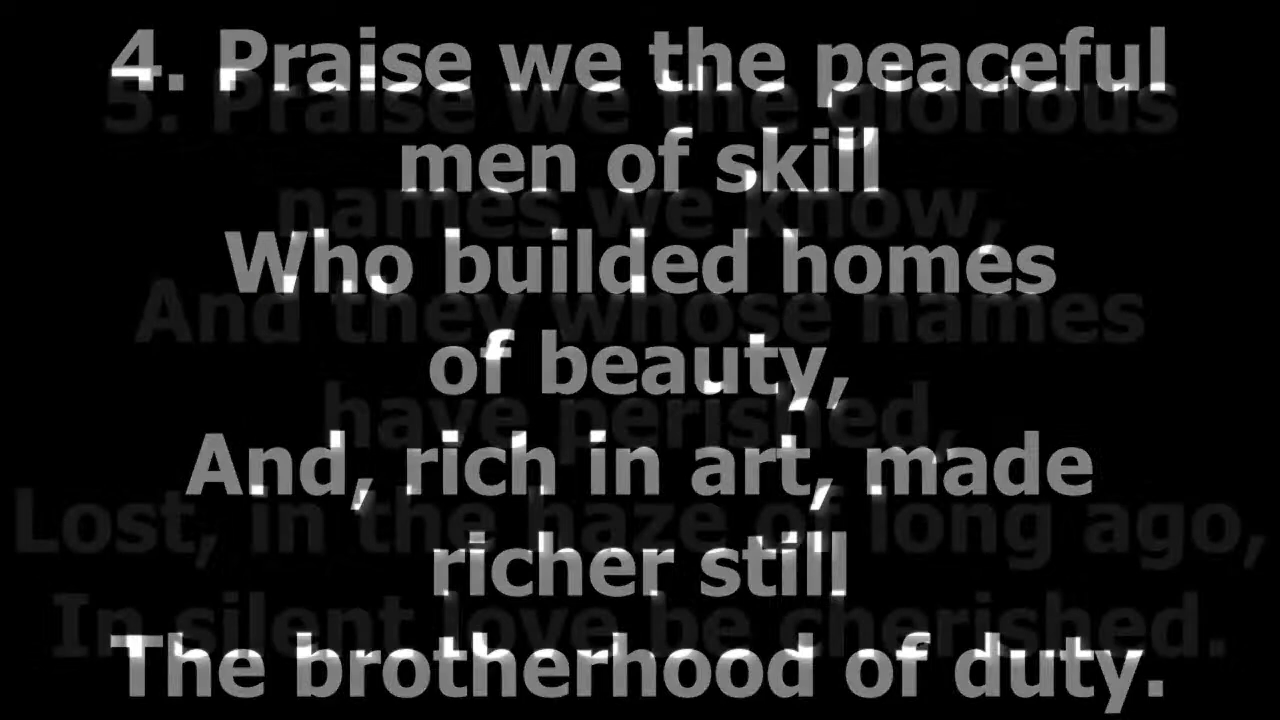 4. Praise we the peaceful
men of skill
Who builded homes
of beauty,
And, rich in art, made
richer still
The brotherhood of duty.
5. Praise we the glorious
names we know,
And they whose names
have perished,
Lost, in the haze of long ago,
In silent love be cherished.